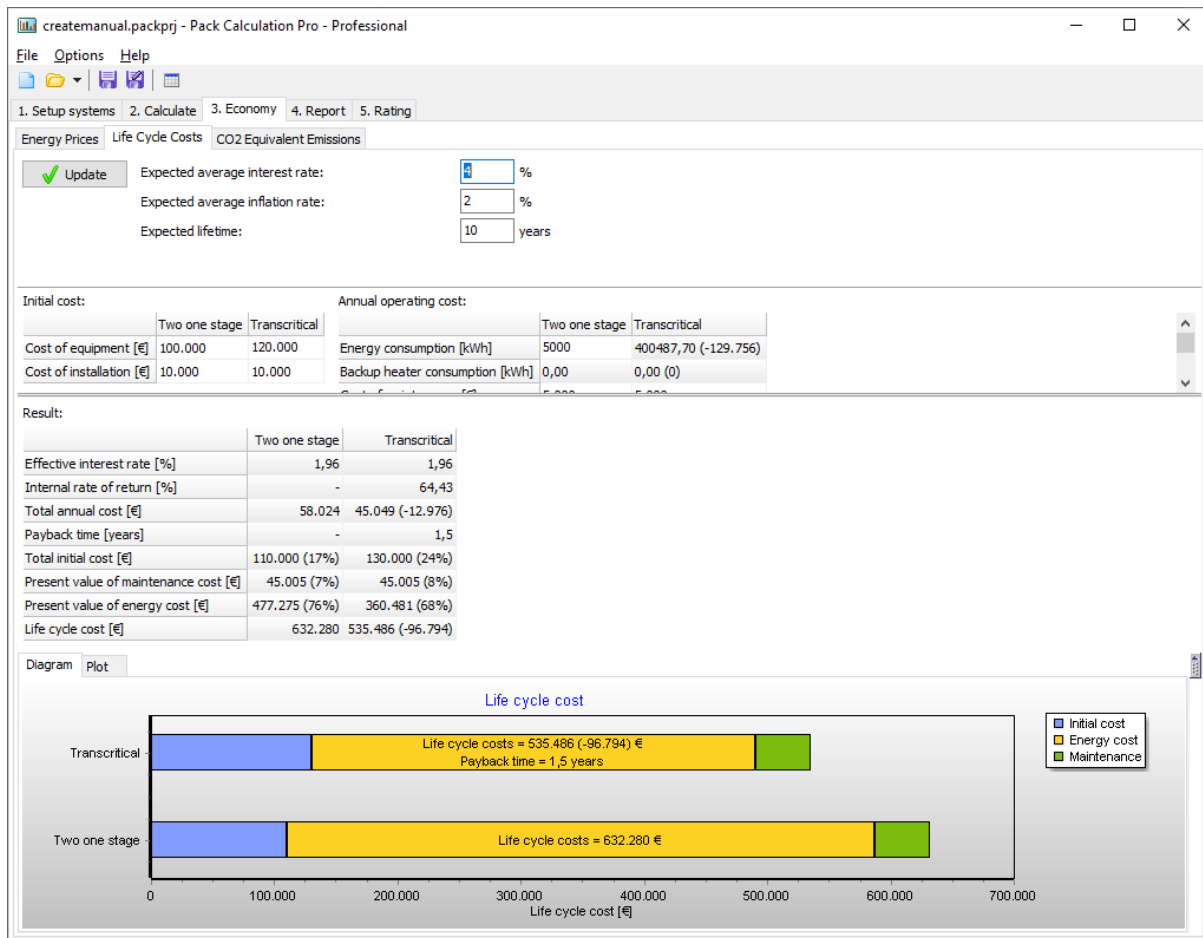 createmanual.packprj - Pack Calculation Pro - Professional
File Options Help
1. Setup systems 2. Calculate 3. Economy 4. Report 5. Rating
Energy Prices Life Cycle Costs CO2 Equivalent Emissions
Update Expected average interest rate: 4 %
Expected average inflation rate: 2 %
Expected lifetime: 10 years
Initial cost: Annual operating cost:
Two one stage Transcritical Two one stage Transcritical
Cost of equipment [€] 100.000 120.000 Energy consumption [kWh] 5000 400487,70 (-129.756)
Cost of installation [€] 10.000 10.000 Backup heater consumption [kWh] 0,00 0,00 (0)
Result:
Two one stage Transcritical
Effective interest rate [%] 1,96 1,96
Internal rate of return [%] - 64,43
Total annual cost [€] 58.024 45.049 (-12.976)
Payback time [years] - 1,5
Total initial cost [€] 110.000 (17%) 130.000 (24%)
Present value of maintenance cost [€] 45.005 (7%) 45.005 (8%)
Present value of energy cost [€] 477.275 (76%) 360.481 (68%)
Life cycle cost [€] 632.280 535.486 (-96.794)
Diagram Plot
Life cycle cost
Initial cost
Energy cost
Maintenance
Transcritical
Life cycle costs = 535.486 (-96.794) €
Payback time = 1,5 years
Two one stage
Life cycle costs = 632.280 €
0 100.000 200.000 300.000 400.000 500.000 600.000 700.000
Life cycle cost [€]